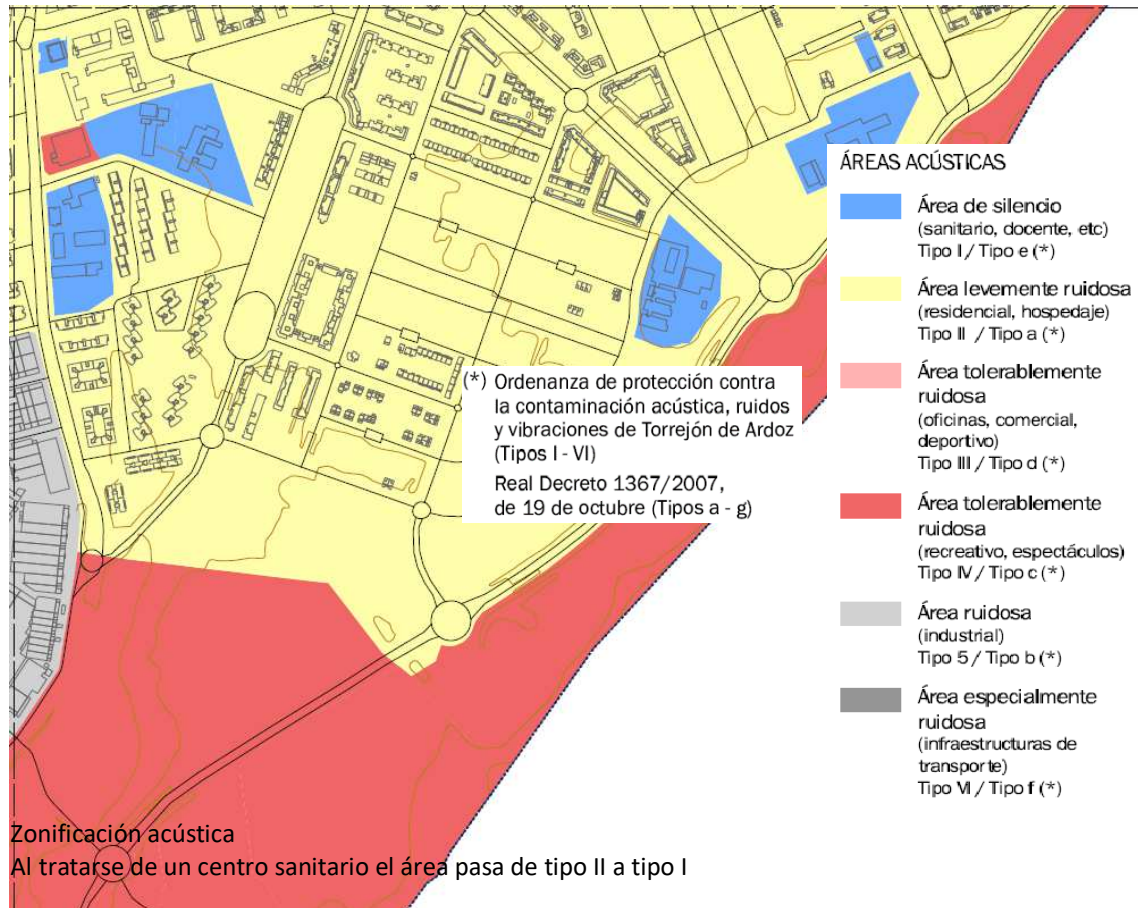 ÁREAS ACÚSTICAS
Área de silencio
(sanitario, docente, etc)
Tipo I / Tipo e (*)
Área levemente ruidosa
(residencial, hospedaje)
Tipo II / Tipo a (*)
Área tolerablemente
ruidosa
(oficinas, comercial,
deportivo)
Tipo III / Tipo d (*)
Área tolerablemente
ruidosa
(recreativo, espectáculos)
Tipo IV / Tipo c (*)
Área ruidosa
(industrial)
Tipo 5 / Tipo b (*)
Área especialmente
ruidosa
(infraestructuras de
transporte)
Tipo VI / Tipo f (*)
(*) Ordenanza de protección contra
la contaminación acústica, ruidos
y vibraciones de Torrejón de Ardoz
(Tipos I - VI)
Real Decreto 1367/2007,
de 19 de octubre (Tipos a - g)
Zonificación acústica
Al tratarse de un centro sanitario el área pasa de tipo II a tipo I